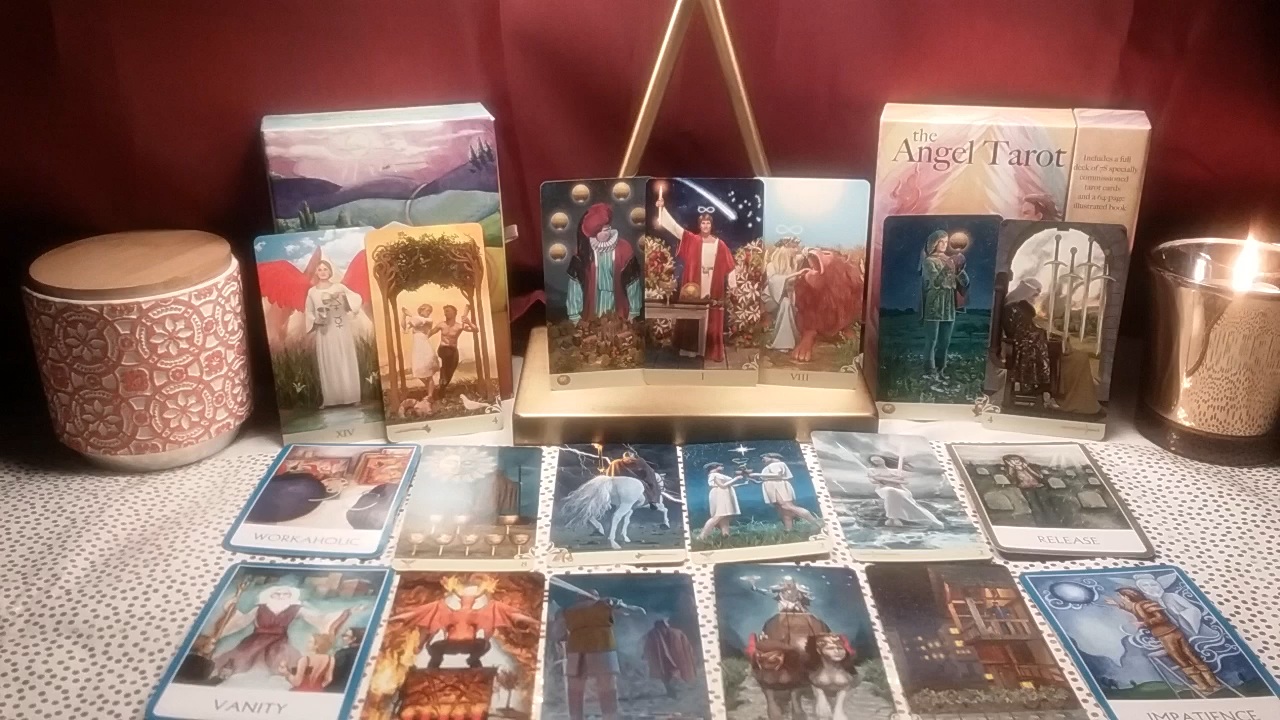 the
Angel Tarot
Includes a full
deck of 78 specially
commissioned
tarot cards
and a 64-page
illustrated book
XIV
I
VIII
WORKAHOLIC
RELEASE
VANITY
IMPATIENCE